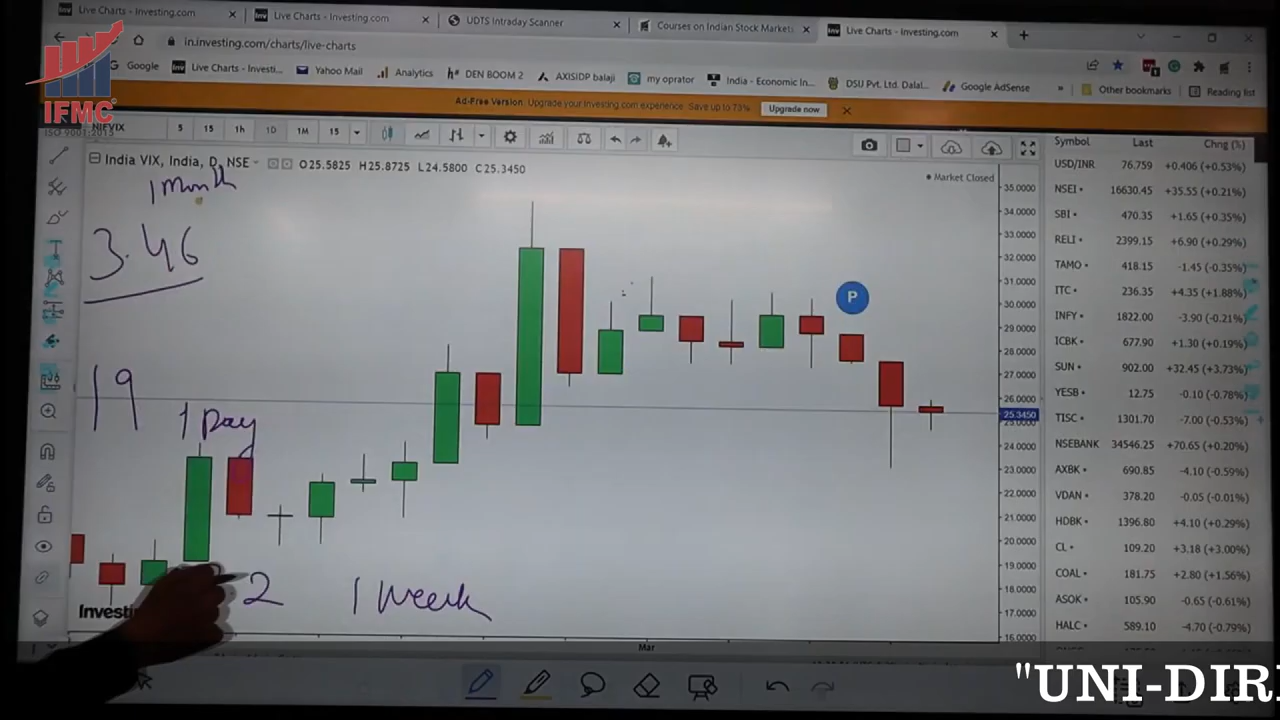 Live Charts - Investing.com
Live Charts - Investing.com
UDTS Intraday Scanner
Courses on Indian Stock Market
Live Charts - Investing.com
in.investing.com/charts/live-charts
Google
Live Charts - Investi...
Yahoo Mail
Analytics
DEN BOOM 2
AXISIDP balaji
my oprator
India - Economic In...
DSIJ Pvt. Ltd. Dalal...
Google AdSense
»
Other bookmarks
Reading list
IFMC
Ad-Free Version. Upgrade your Investing.com experience. Save up to 73%
Upgrade now
5 15 1h 1D 1M 15
India VIX, India, D, NSE
O25.5825 H25.8725 L24.5800 C25.3450
Market Closed
1 Month
3.46
19
1 Day
2
1 week
P
35.0000
34.0000
33.0000
32.0000
31.0000
30.0000
29.0000
28.0000
27.0000
26.0000
25.3450
25.0000
24.0000
23.0000
22.0000
21.0000
20.0000
19.0000
18.0000
17.0000
16.0000
Mar
Symbol Last Chng (%)
USD/INR 76.759 +0.406 (+0.53%)
NSEI 16630.45 +35.55 (+0.21%)
SBI 470.35 +1.65 (+0.35%)
RELI 2399.15 +6.90 (+0.29%)
TAMO 418.15 -1.45 (-0.35%)
ITC 236.35 +4.35 (+1.88%)
INFY 1822.00 -3.90 (-0.21%)
ICBK 677.90 +1.30 (+0.19%)
SUN 902.00 +32.45 (+3.73%)
YESB 12.75 -0.10 (-0.78%)
TISC 1301.70 -7.00 (-0.53%)
NSEBANK 34546.25 +70.65 (+0.20%)
AXBK 690.85 -4.10 (-0.59%)
VDAN 378.20 -0.05 (-0.01%)
HDBK 1396.80 +4.10 (+0.29%)
CL 109.20 +3.18 (+3.00%)
COAL 181.75 +2.80 (+1.56%)
ASOK 105.90 -0.65 (-0.61%)
HALC 589.10 -4.70 (-0.79%)
"UNI-DIR